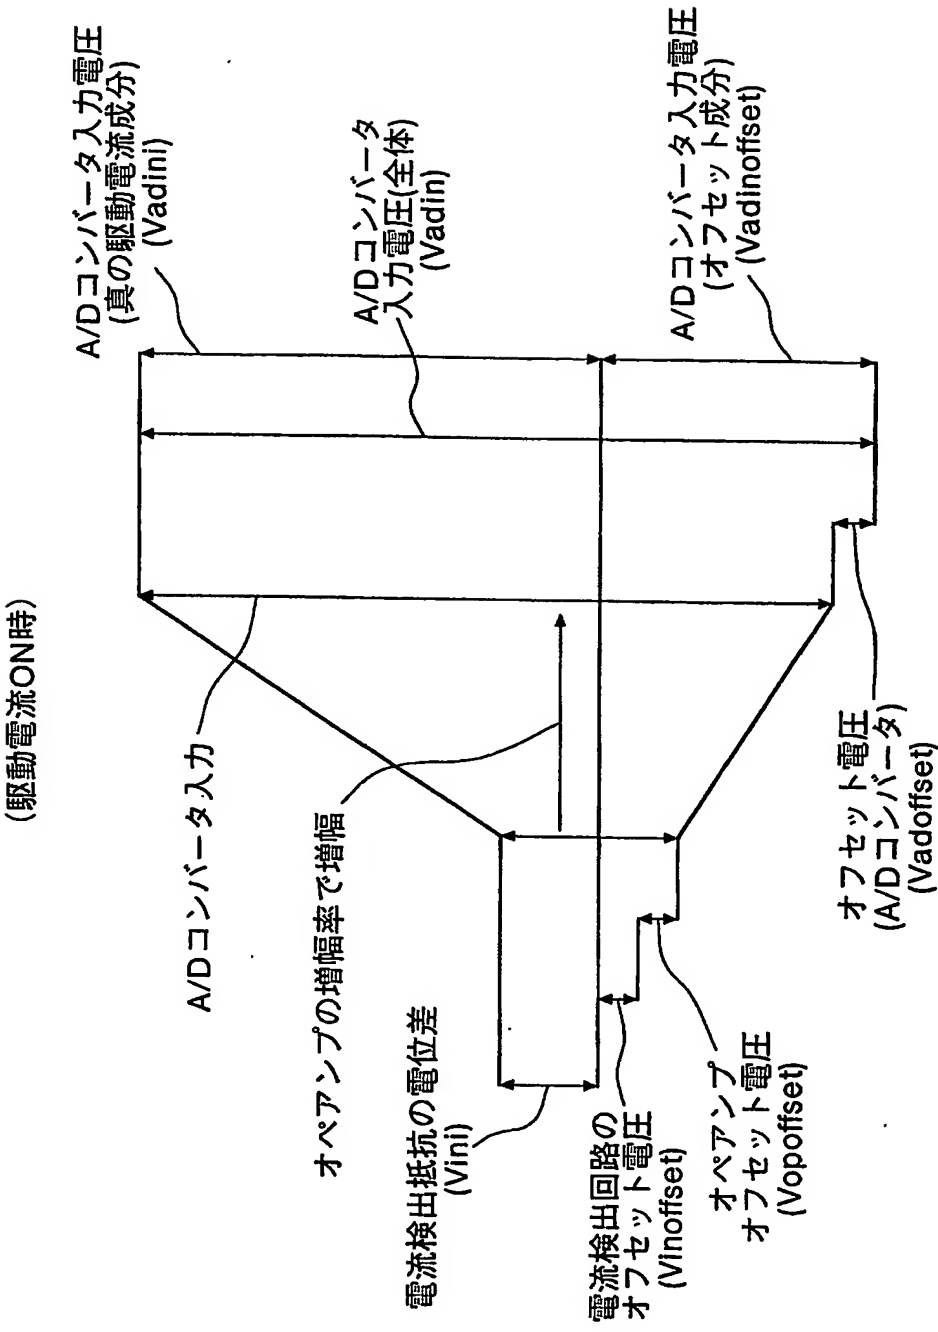 (駆動電流ON時)
A/Dコンバータ入力電圧
(真の駆動電流成分)
(Vadini)
A/Dコンバータ
入力電圧(全体)
(Vadin)
A/Dコンバータ入力電圧
(オフセット成分)
(Vadinoffset)
A/Dコンバータ入力
オペアンプの増幅率で増幅
オフセット電圧
(A/Dコンバータ)
(Vadoffset)
電流検出抵抗の電位差
(Vini)
電流検出回路の
オフセット電圧
(Vinoffset)
オペアンプ
オフセット電圧
(Vopoffset)